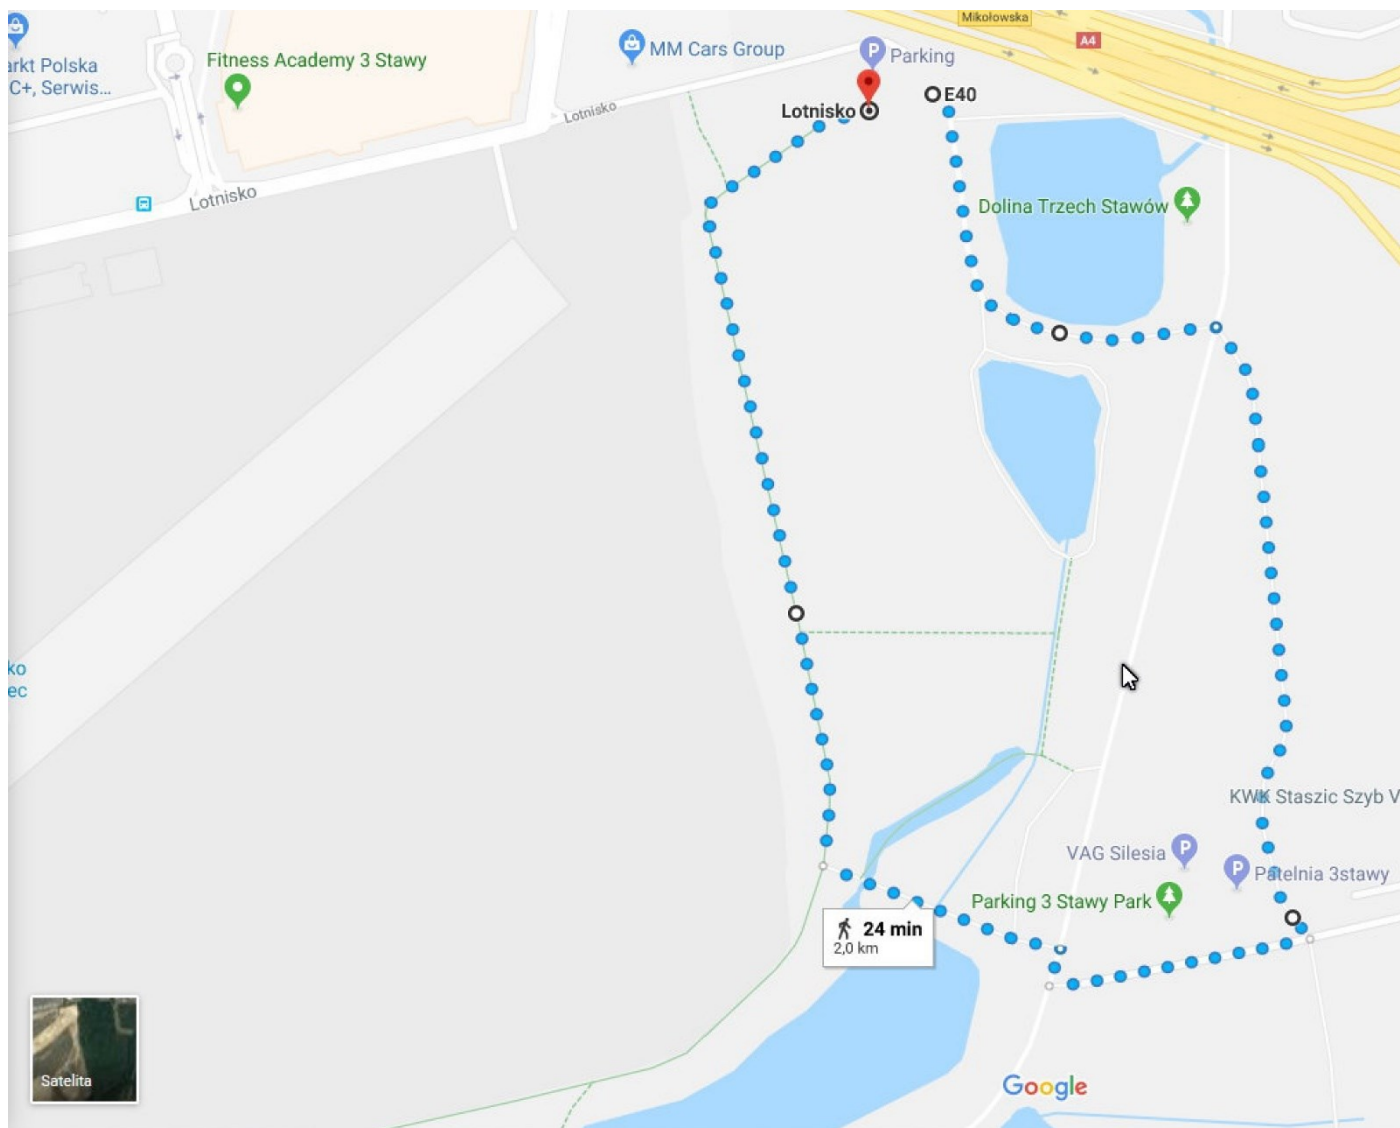 Mikołowska
A4
MM Cars Group
Parking
Fitness Academy 3 Stawy
arkt Polska
C+, Serwis...
E40
Lotnisko
Lotnisko
Lotnisko
Dolina Trzech Stawów
ko
ec
KWK Staszic Szyb V
VAG Silesia
Patelnia 3stawy
Parking 3 Stawy Park
24 min
2,0 km
Satelita
Google